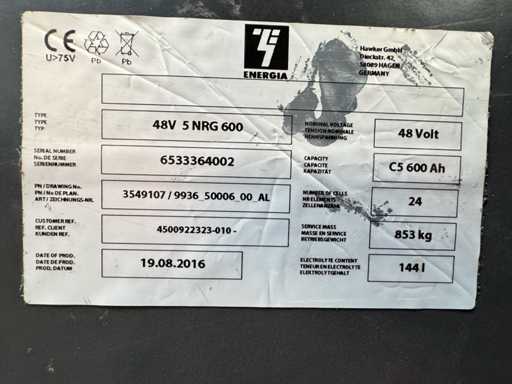 CE
U>75V
Pb
Pb
ENERGIA
Hawker GmbH
Dieckstr. 42,
58089 HAGEN
GERMANY
TYPE
TYPE
TYP
48V 5 NRG 600
NOMINAL VOLTAGE
TENSION NOMINALE
NENNSPANNUNG
48 Volt
SERIAL NUMBER
No. DE SERIE
SERIENNUMMER
6533364002
CAPACITY
CAPACITE
KAPAZITAT
C5 600 Ah
PN / DRAWING No.
PN / No DE PLAN.
ART / ZEICHNUNGS-NR.
3549107 / 9936_50006_00_AL
NUMBER OF CELLS
NB ELEMENTS
ZELLENANZAHL
24
CUSTOMER REF.
REF. CLIENT
KUNDEN REF.
4500922323-010 -
SERVICE MASS
MASSE EN SERVICE
BETRIEBSGEWICHT
853 kg
DATE OF PROD.
DATE DE PROD.
PROD. DATUM
19.08.2016
ELECTROLYTE CONTENT
TENEUR EN ELECTROLYTE
ELEKTROLYTGEHALT
144 l